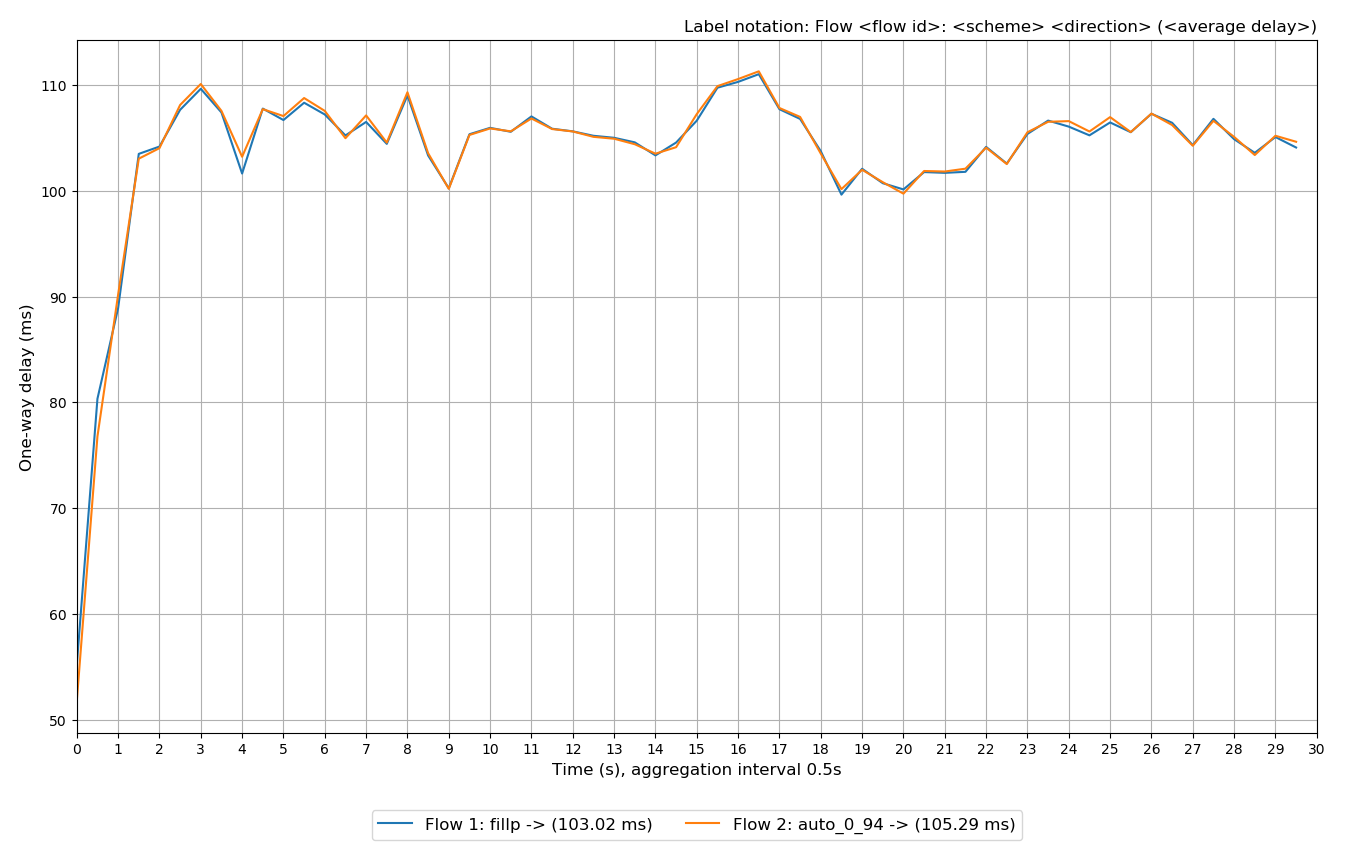 Label notation: Flow <flow id>: <scheme> <direction> (<average delay>)
One-way delay (ms)
110
100
90
80
70
60
50
0 1 2 3 4 5 6 7 8 9 10 11 12 13 14 15 16 17 18 19 20 21 22 23 24 25 26 27 28 29 30
Time (s), aggregation interval 0.5s
Flow 1: fillp -> (103.02 ms) Flow 2: auto_0_94 -> (105.29 ms)